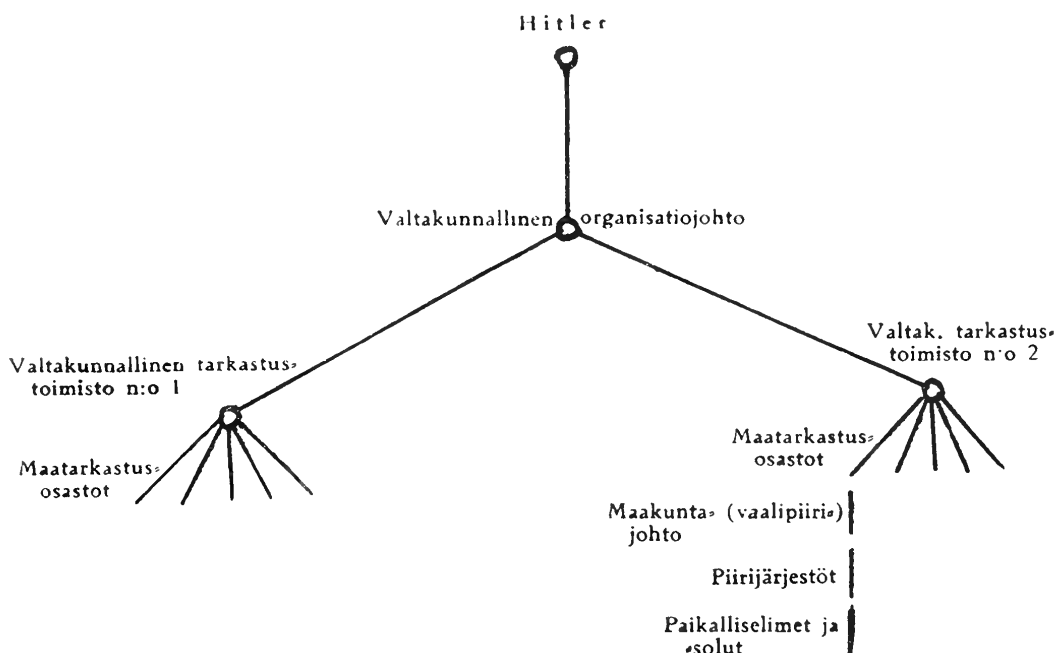 Hitler
Valtakunnallinen organisatiojohto
Valtakunnallinen tarkastus-
toimisto n:o 1
Valtak. tarkastus-
toimisto n:o 2
Maatarkastus-
osastot
Maatarkastus-
osastot
Maakunta- (vaalipiiri-)
johto
Piirijärjestöt
Paikalliselimet ja
-solut